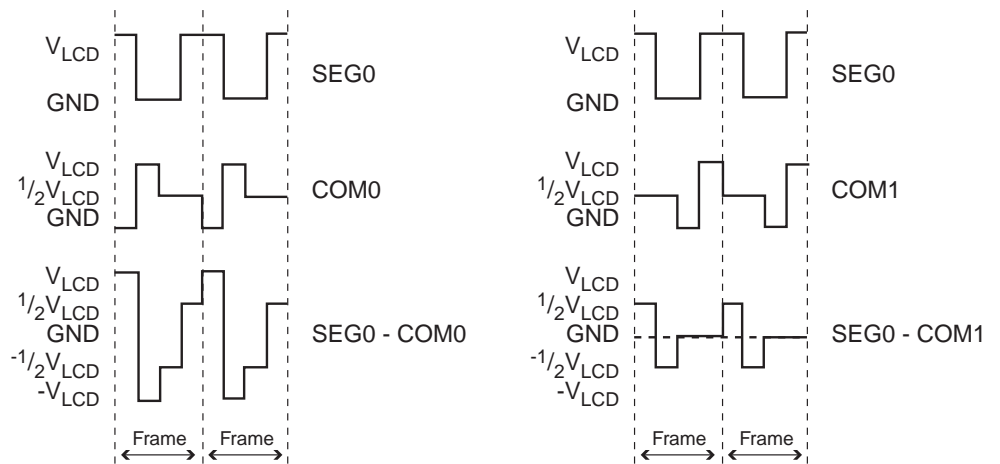 VLCD
GND
SEG0
VLCD
1/2VLCD
GND
COM0
VLCD
1/2VLCD
GND
-1/2VLCD
-VLCD
SEG0 - COM0
Frame
Frame
VLCD
GND
SEG0
VLCD
1/2VLCD
GND
COM1
VLCD
1/2VLCD
GND
-1/2VLCD
-VLCD
SEG0 - COM1
Frame
Frame